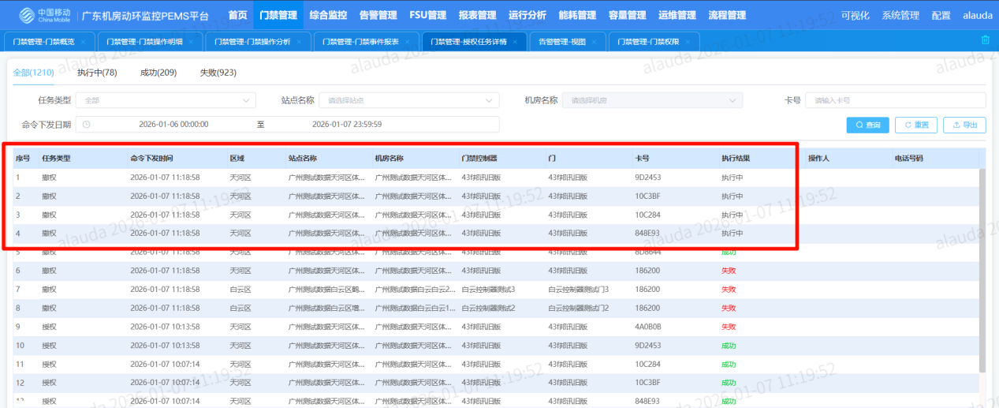 中国移动 China Mobile 广东机房动环监控PEMS平台 首页 门禁管理 综合监控 告警管理 FSU管理 报表管理 运行分析 能耗管理 容量管理 运维管理 流程管理 可视化 系统管理 配置 alauda
门禁管理-门禁概览 × 门禁管理-门禁操作明细 × 门禁管理-门禁操作分析 × 门禁管理-门禁事件报表 × 门禁管理-授权任务详情 × 告警管理-视图 × 门禁管理-门禁权限 ×
全部(1210) 执行中(78) 成功(209) 失败(923)
任务类型 全部 站点名称 请选择站点 机房名称 请选择机房 卡号 请输入卡号
命令下发日期 2026-01-06 00:00:00 至 2026-01-07 23:59:59 查询 重置 导出
序号 任务类型 命令下发时间 区域 站点名称 机房名称 门禁控制器 门 卡号 执行结果 操作人 电话号码
1 撤权 2026-01-07 11:18:58 天河区 广州测试数据天河区体... 广州测试数据天河区体... 43邦讯旧版 43邦讯旧版 9D2453 执行中
2 撤权 2026-01-07 11:18:58 天河区 广州测试数据天河区体... 广州测试数据天河区体... 43邦讯旧版 43邦讯旧版 10C3BF 执行中
3 撤权 2026-01-07 11:18:58 天河区 广州测试数据天河区体... 广州测试数据天河区体... 43邦讯旧版 43邦讯旧版 10C284 执行中
4 撤权 2026-01-07 11:18:58 天河区 广州测试数据天河区体... 广州测试数据天河区体... 43邦讯旧版 43邦讯旧版 848E93 执行中
5 撤权 2026-01-07 11:18:58 天河区 广州测试数据天河区体... 广州测试数据天河区体... 43邦讯旧版 43邦讯旧版 8D8644 成功
6 撤权 2026-01-07 11:18:58 天河区 广州测试数据天河区体... 广州测试数据天河区体... 43邦讯旧版 43邦讯旧版 186200 失败
7 撤权 2026-01-07 11:18:58 白云区 广州测试数据白云区鹤... 广州测试数据白云白云2... 白云控制器测试3 白云控制器测试门3 186200 失败
8 撤权 2026-01-07 11:18:58 白云区 广州测试数据白云区增... 广州测试数据白云白云1... 白云控制器测试2 白云控制器测试门2 186200 失败
9 授权 2026-01-07 10:13:58 天河区 广州测试数据天河区体... 广州测试数据天河区体... 43邦讯旧版 43邦讯旧版 4A0B0B 失败
10 授权 2026-01-07 10:13:58 天河区 广州测试数据天河区体... 广州测试数据天河区体... 43邦讯旧版 43邦讯旧版 9D2453 成功
11 授权 2026-01-07 10:07:14 天河区 广州测试数据天河区体... 广州测试数据天河区体... 43邦讯旧版 43邦讯旧版 10C284 成功
12 授权 2026-01-07 10:07:14 天河区 广州测试数据天河区体... 广州测试数据天河区体... 43邦讯旧版 43邦讯旧版 10C3BF 成功
授权 2026-01-07 10:07:14 天河区 广州测试数据天河区体... 广州测试数据天河区体... 43邦讯旧版 43邦讯旧版 848E93 成功
alauda 2026-01-07 11:19:52